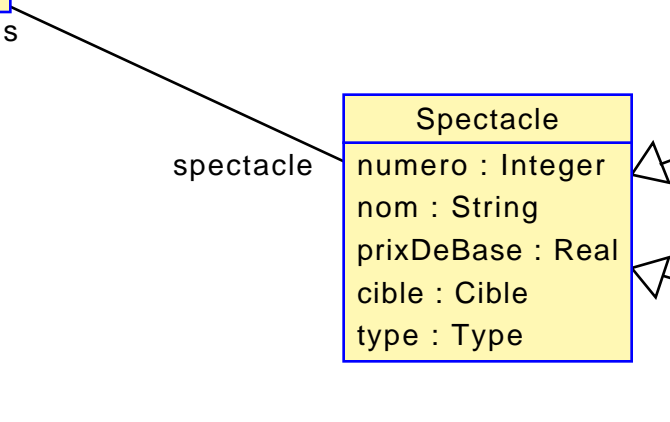 s
Spectacle
spectacle
numero : Integer
nom : String
prixDeBase : Real
cible : Cible
type : Type